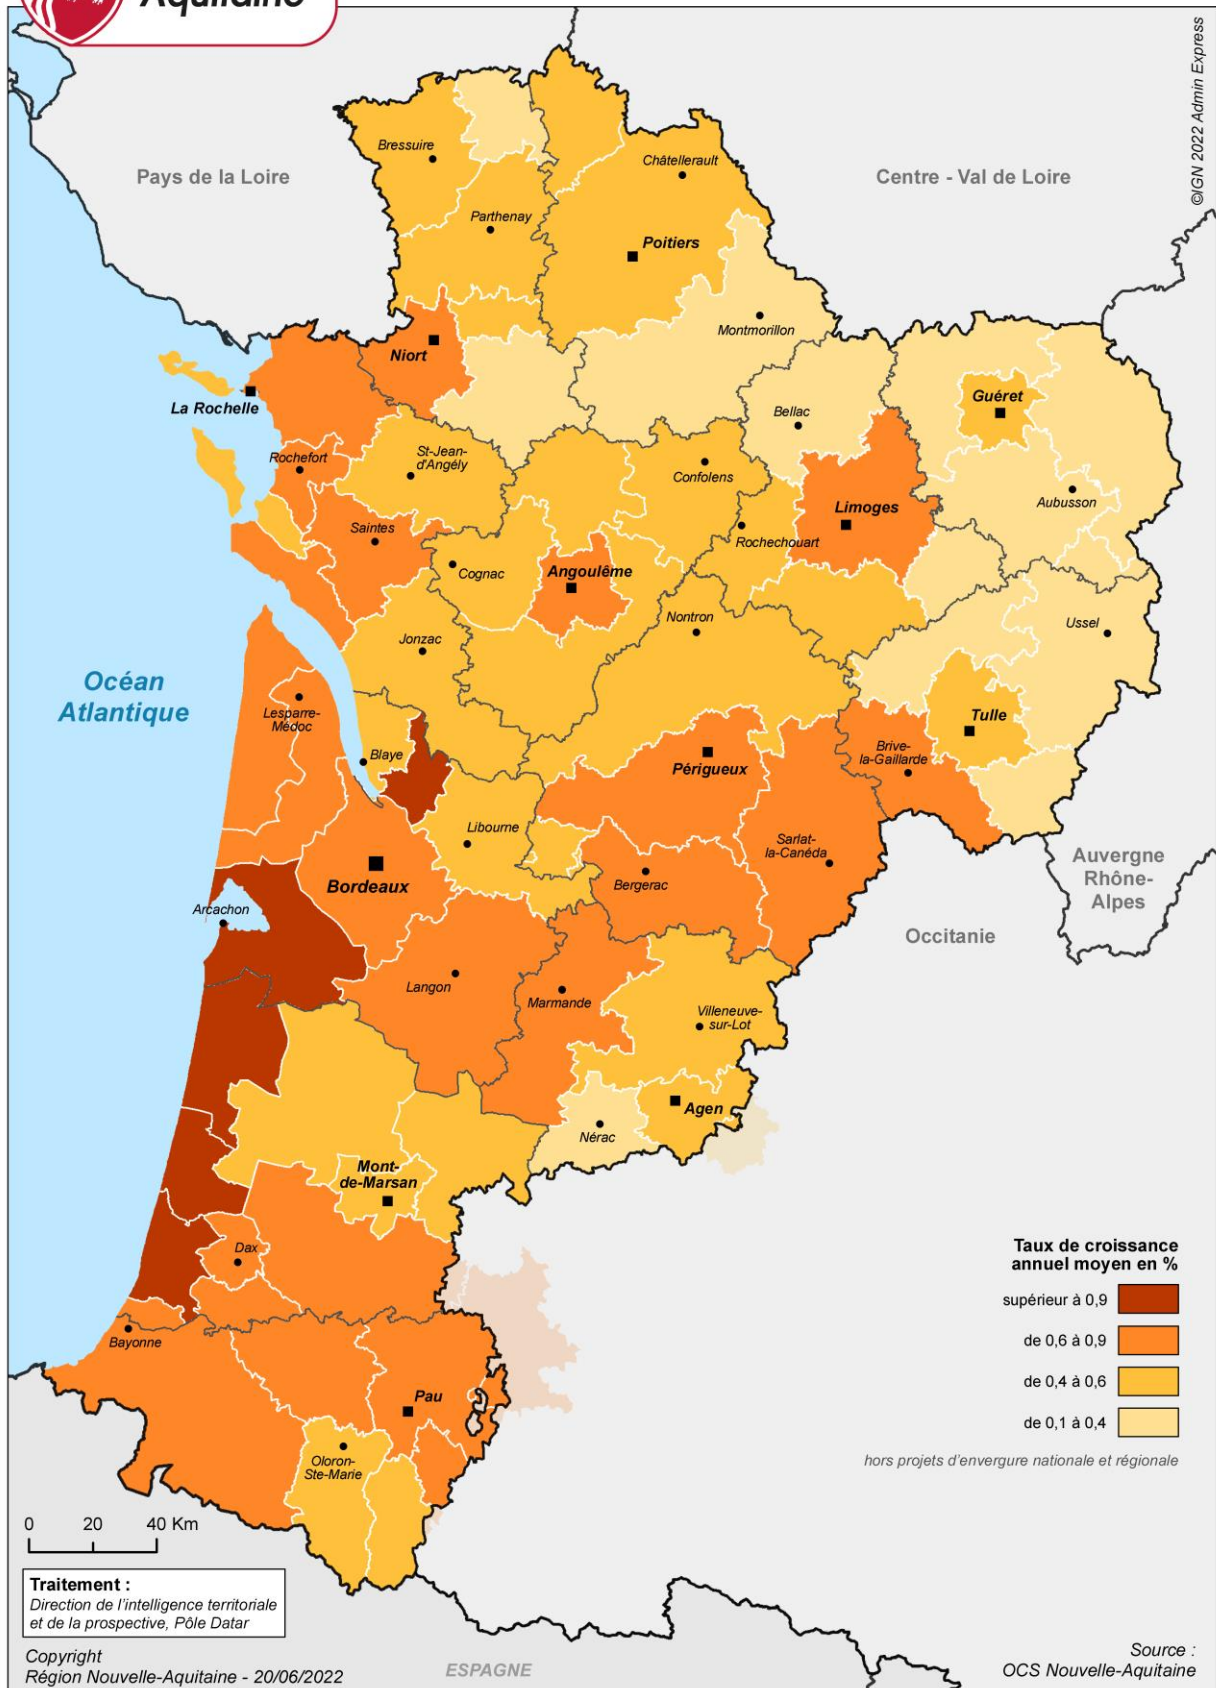 Aquitaine
©IGN 2022 Admin Express
Pays de la Loire
Centre - Val de Loire
Bressuire
Châtellerault
Parthenay
Poitiers
Montmorillon
Niort
La Rochelle
Guéret
Bellac
Rochefort
St-Jean-
d'Angély
Confolens
Aubusson
Limoges
Saintes
Rochechouart
Cognac
Angoulême
Nontron
Ussel
Jonzac
Océan
Atlantique
Lesparre-
Médoc
Tulle
Blaye
Périgueux
Brive-
la-Gaillarde
Libourne
Sarlat-
la-Canéda
Bordeaux
Bergerac
Auvergne
Rhône-
Alpes
Arcachon
Occitanie
Langon
Marmande
Villeneuve-
sur-Lot
Agen
Nérac
Mont-
de-Marsan
Dax
Bayonne
Pau
Oloron-
Ste-Marie
Taux de croissance
annuel moyen en %
supérieur à 0,9
de 0,6 à 0,9
de 0,4 à 0,6
de 0,1 à 0,4
hors projets d'envergure nationale et régionale
0 20 40 Km
Traitement :
Direction de l'intelligence territoriale
et de la prospective, Pôle Datar
Copyright
Région Nouvelle-Aquitaine - 20/06/2022
ESPAGNE
Source :
OCS Nouvelle-Aquitaine